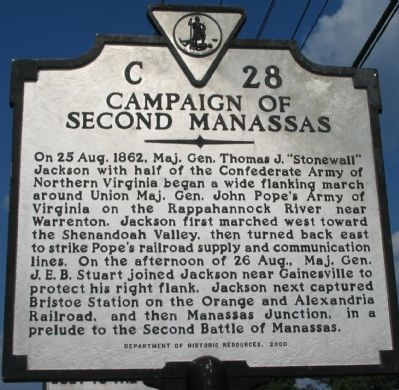 C 28
CAMPAIGN OF
SECOND MANASSAS
On 25 Aug. 1862, Maj. Gen. Thomas J. "Stonewall"
Jackson with half of the Confederate Army of
Northern Virginia began a wide flanking march
around Union Maj. Gen. John Pope's Army of
Virginia on the Rappahannock River near
Warrenton. Jackson first marched west toward
the Shenandoah Valley, then turned back east
to strike Pope's railroad supply and communication
lines. On the afternoon of 26 Aug., Maj. Gen.
J.E.B. Stuart joined Jackson near Gainesville to
protect his right flank. Jackson next captured
Bristoe Station on the Orange and Alexandria
Railroad, and then Manassas Junction, in a
prelude to the Second Battle of Manassas.
DEPARTMENT OF HISTORIC RESOURCES, 2000